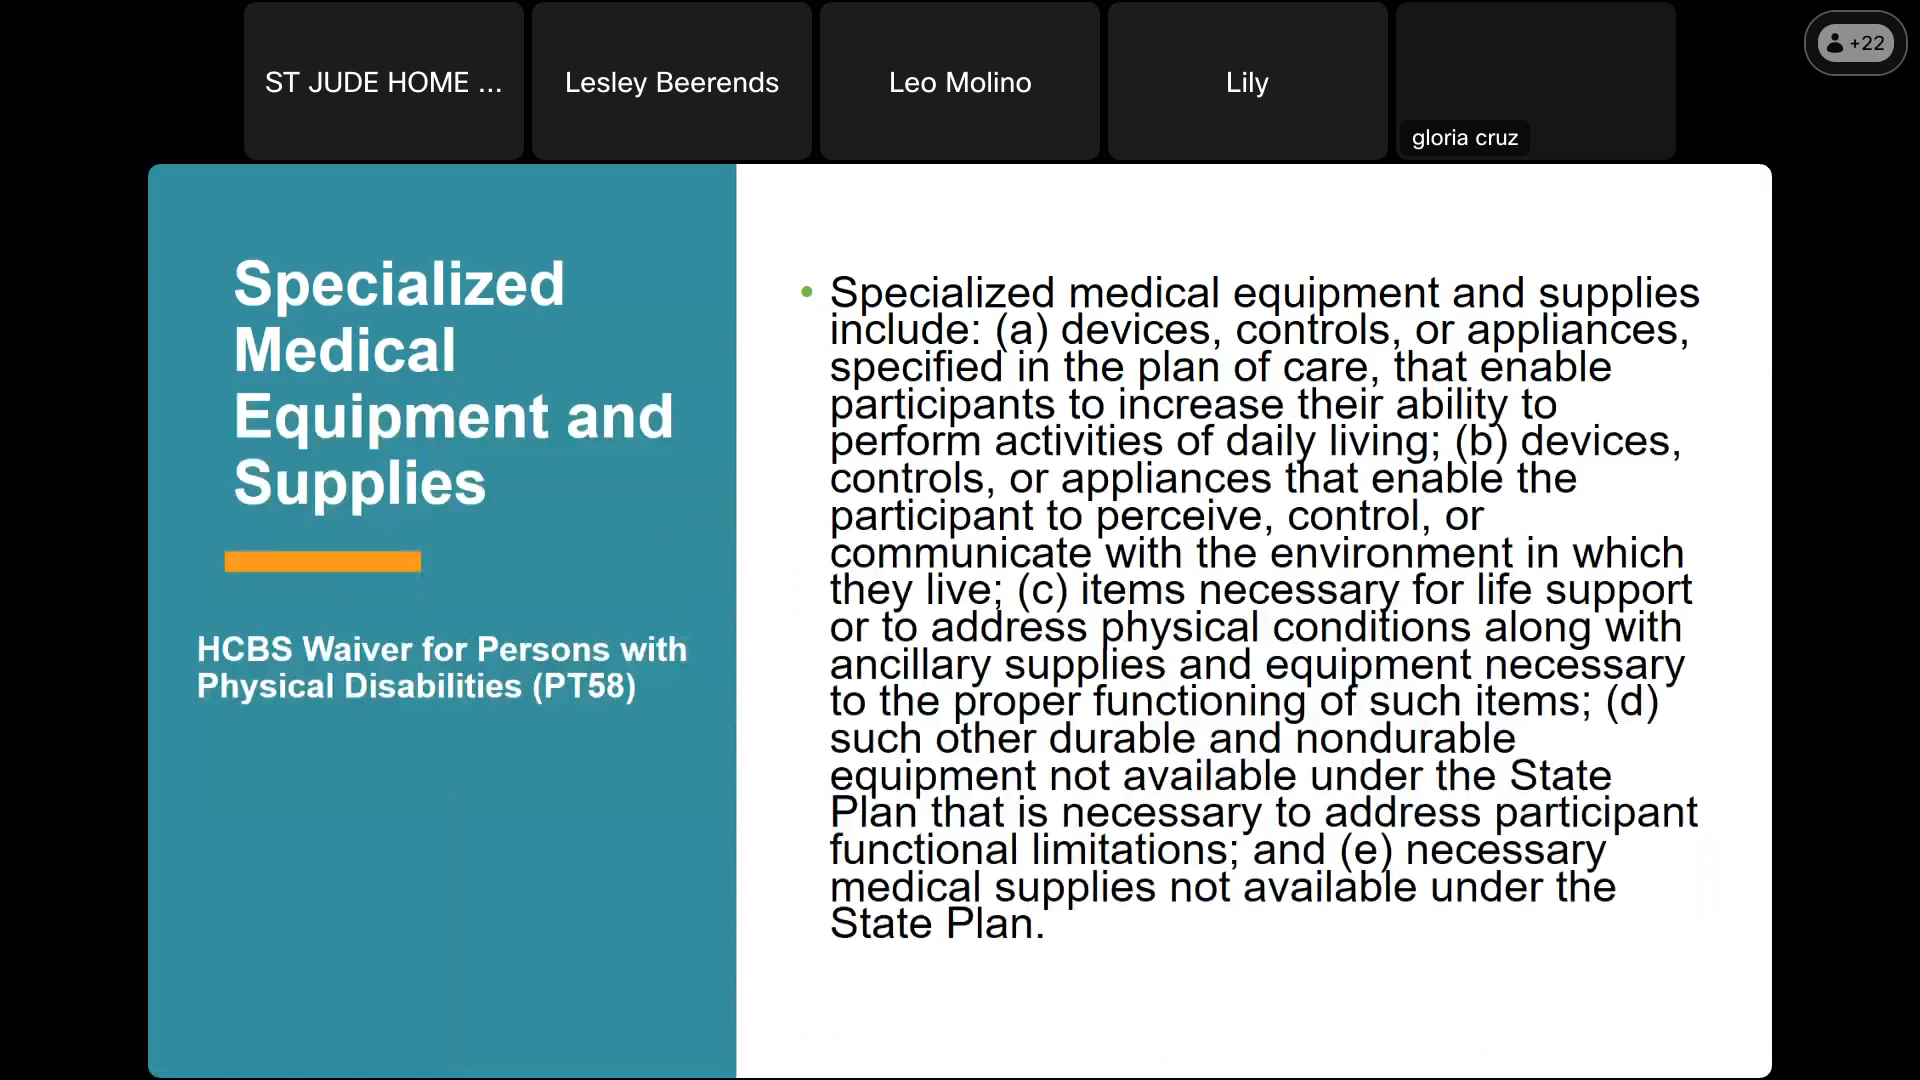 ST JUDE HOME ...
Lesley Beerends
Leo Molino
Lily
gloria cruz
+22
Specialized
Medical
Equipment and
Supplies
HCBS Waiver for Persons with
Physical Disabilities (PT58)
• Specialized medical equipment and supplies
include: (a) devices, controls, or appliances,
specified in the plan of care, that enable
participants to increase their ability to
perform activities of daily living; (b) devices,
controls, or appliances that enable the
participant to perceive, control, or
communicate with the environment in which
they live; (c) items necessary for life support
or to address physical conditions along with
ancillary supplies and equipment necessary
to the proper functioning of such items; (d)
such other durable and nondurable
equipment not available under the State
Plan that is necessary to address participant
functional limitations; and (e) necessary
medical supplies not available under the
State Plan.